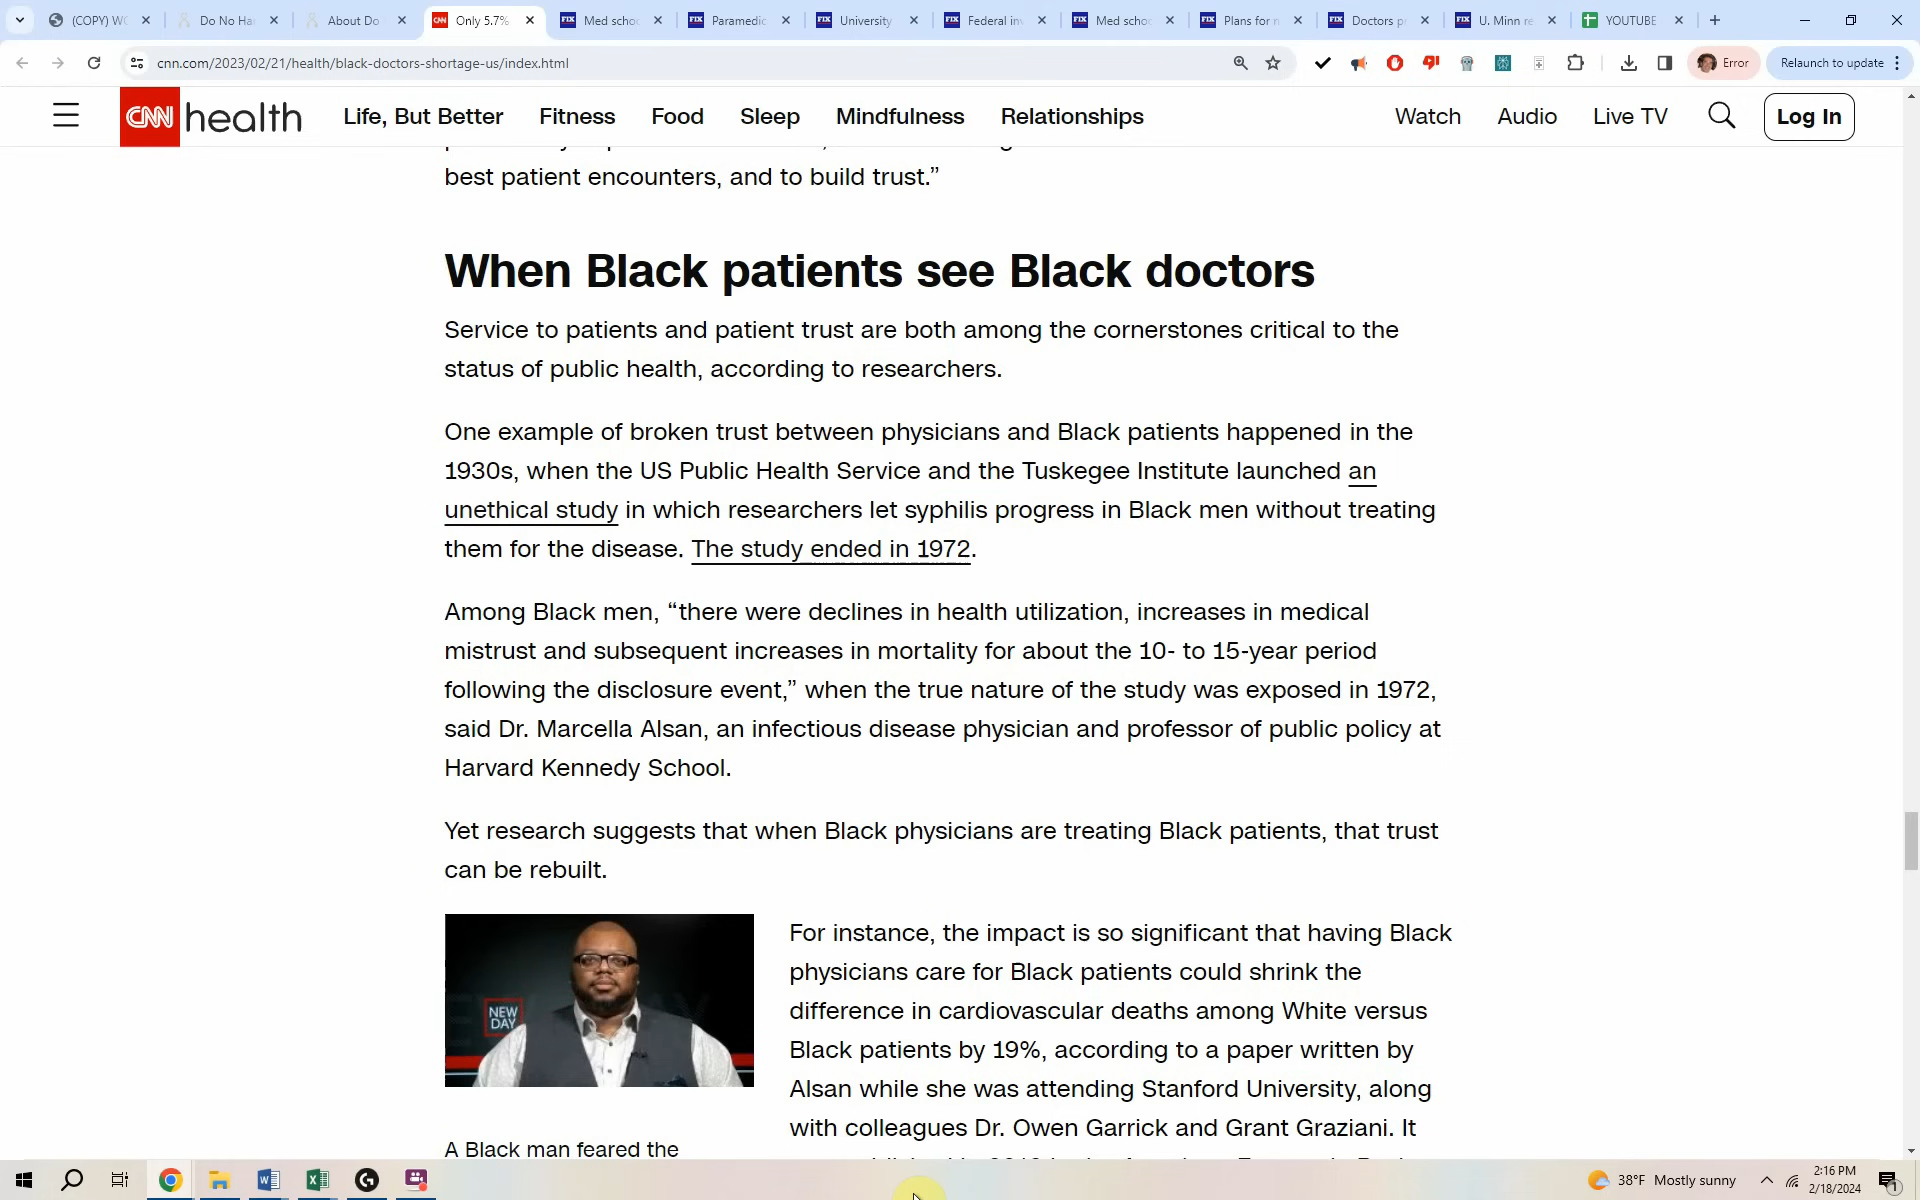 (COPY) WC
Do No Ha
About Do
CNN
Only 5.7%
FIX
Med schoo
FIX
Paramedic
FIX
University
FIX
Federal in
FIX
Med schoo
FIX
Plans for n
FIX
Doctors p
FIX
U. Minn re
YOUTUBE
cnn.com/2023/02/21/health/black-doctors-shortage-us/index.html
Error
Relaunch to update
CNN health
Life, But Better
Fitness
Food
Sleep
Mindfulness
Relationships
Watch
Audio
Live TV
Log In
best patient encounters, and to build trust.”
When Black patients see Black doctors
Service to patients and patient trust are both among the cornerstones critical to the
status of public health, according to researchers.
One example of broken trust between physicians and Black patients happened in the
1930s, when the US Public Health Service and the Tuskegee Institute launched an
unethical study in which researchers let syphilis progress in Black men without treating
them for the disease. The study ended in 1972.
Among Black men, “there were declines in health utilization, increases in medical
mistrust and subsequent increases in mortality for about the 10- to 15-year period
following the disclosure event,” when the true nature of the study was exposed in 1972,
said Dr. Marcella Alsan, an infectious disease physician and professor of public policy at
Harvard Kennedy School.
Yet research suggests that when Black physicians are treating Black patients, that trust
can be rebuilt.
NEW
DAY
For instance, the impact is so significant that having Black
physicians care for Black patients could shrink the
difference in cardiovascular deaths among White versus
Black patients by 19%, according to a paper written by
Alsan while she was attending Stanford University, along
with colleagues Dr. Owen Garrick and Grant Graziani. It
A Black man feared the
38°F Mostly sunny
2:16 PM
2/18/2024
1